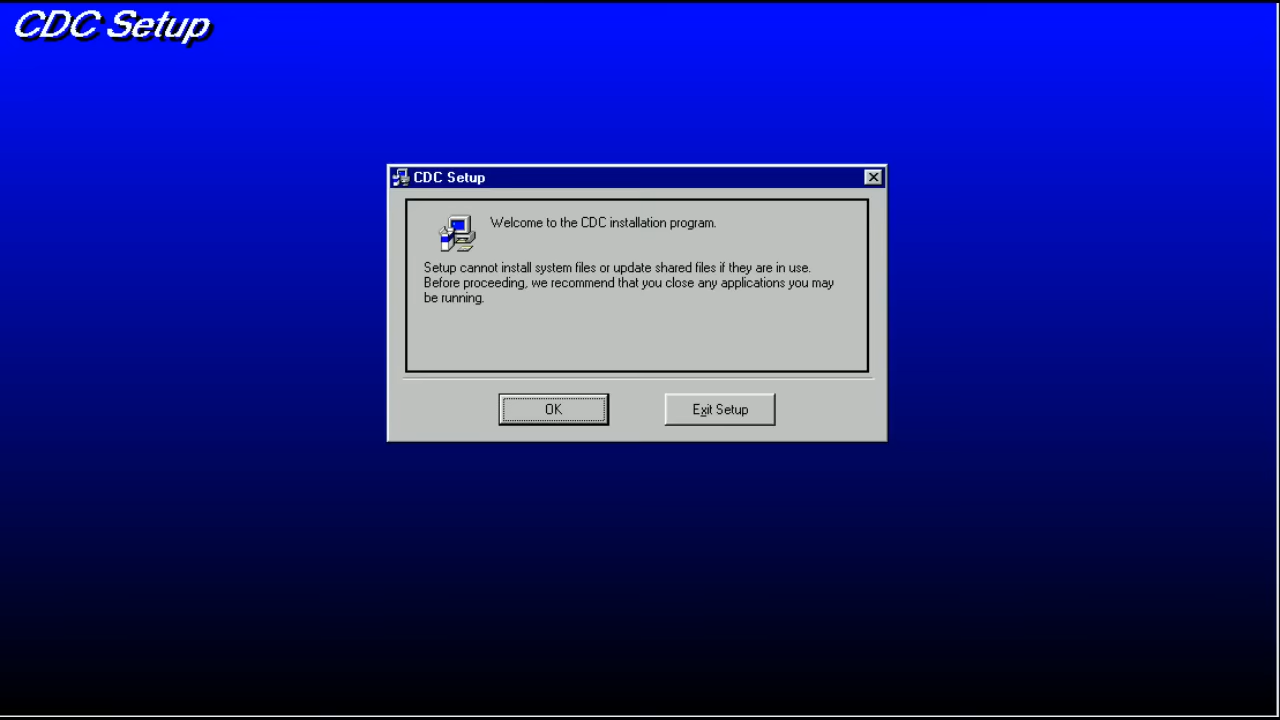 CDC Setup
CDC Setup
Welcome to the CDC installation program.
Setup cannot install system files or update shared files if they are in use.
Before proceeding, we recommend that you close any applications you may
be running.
OK
Exit Setup